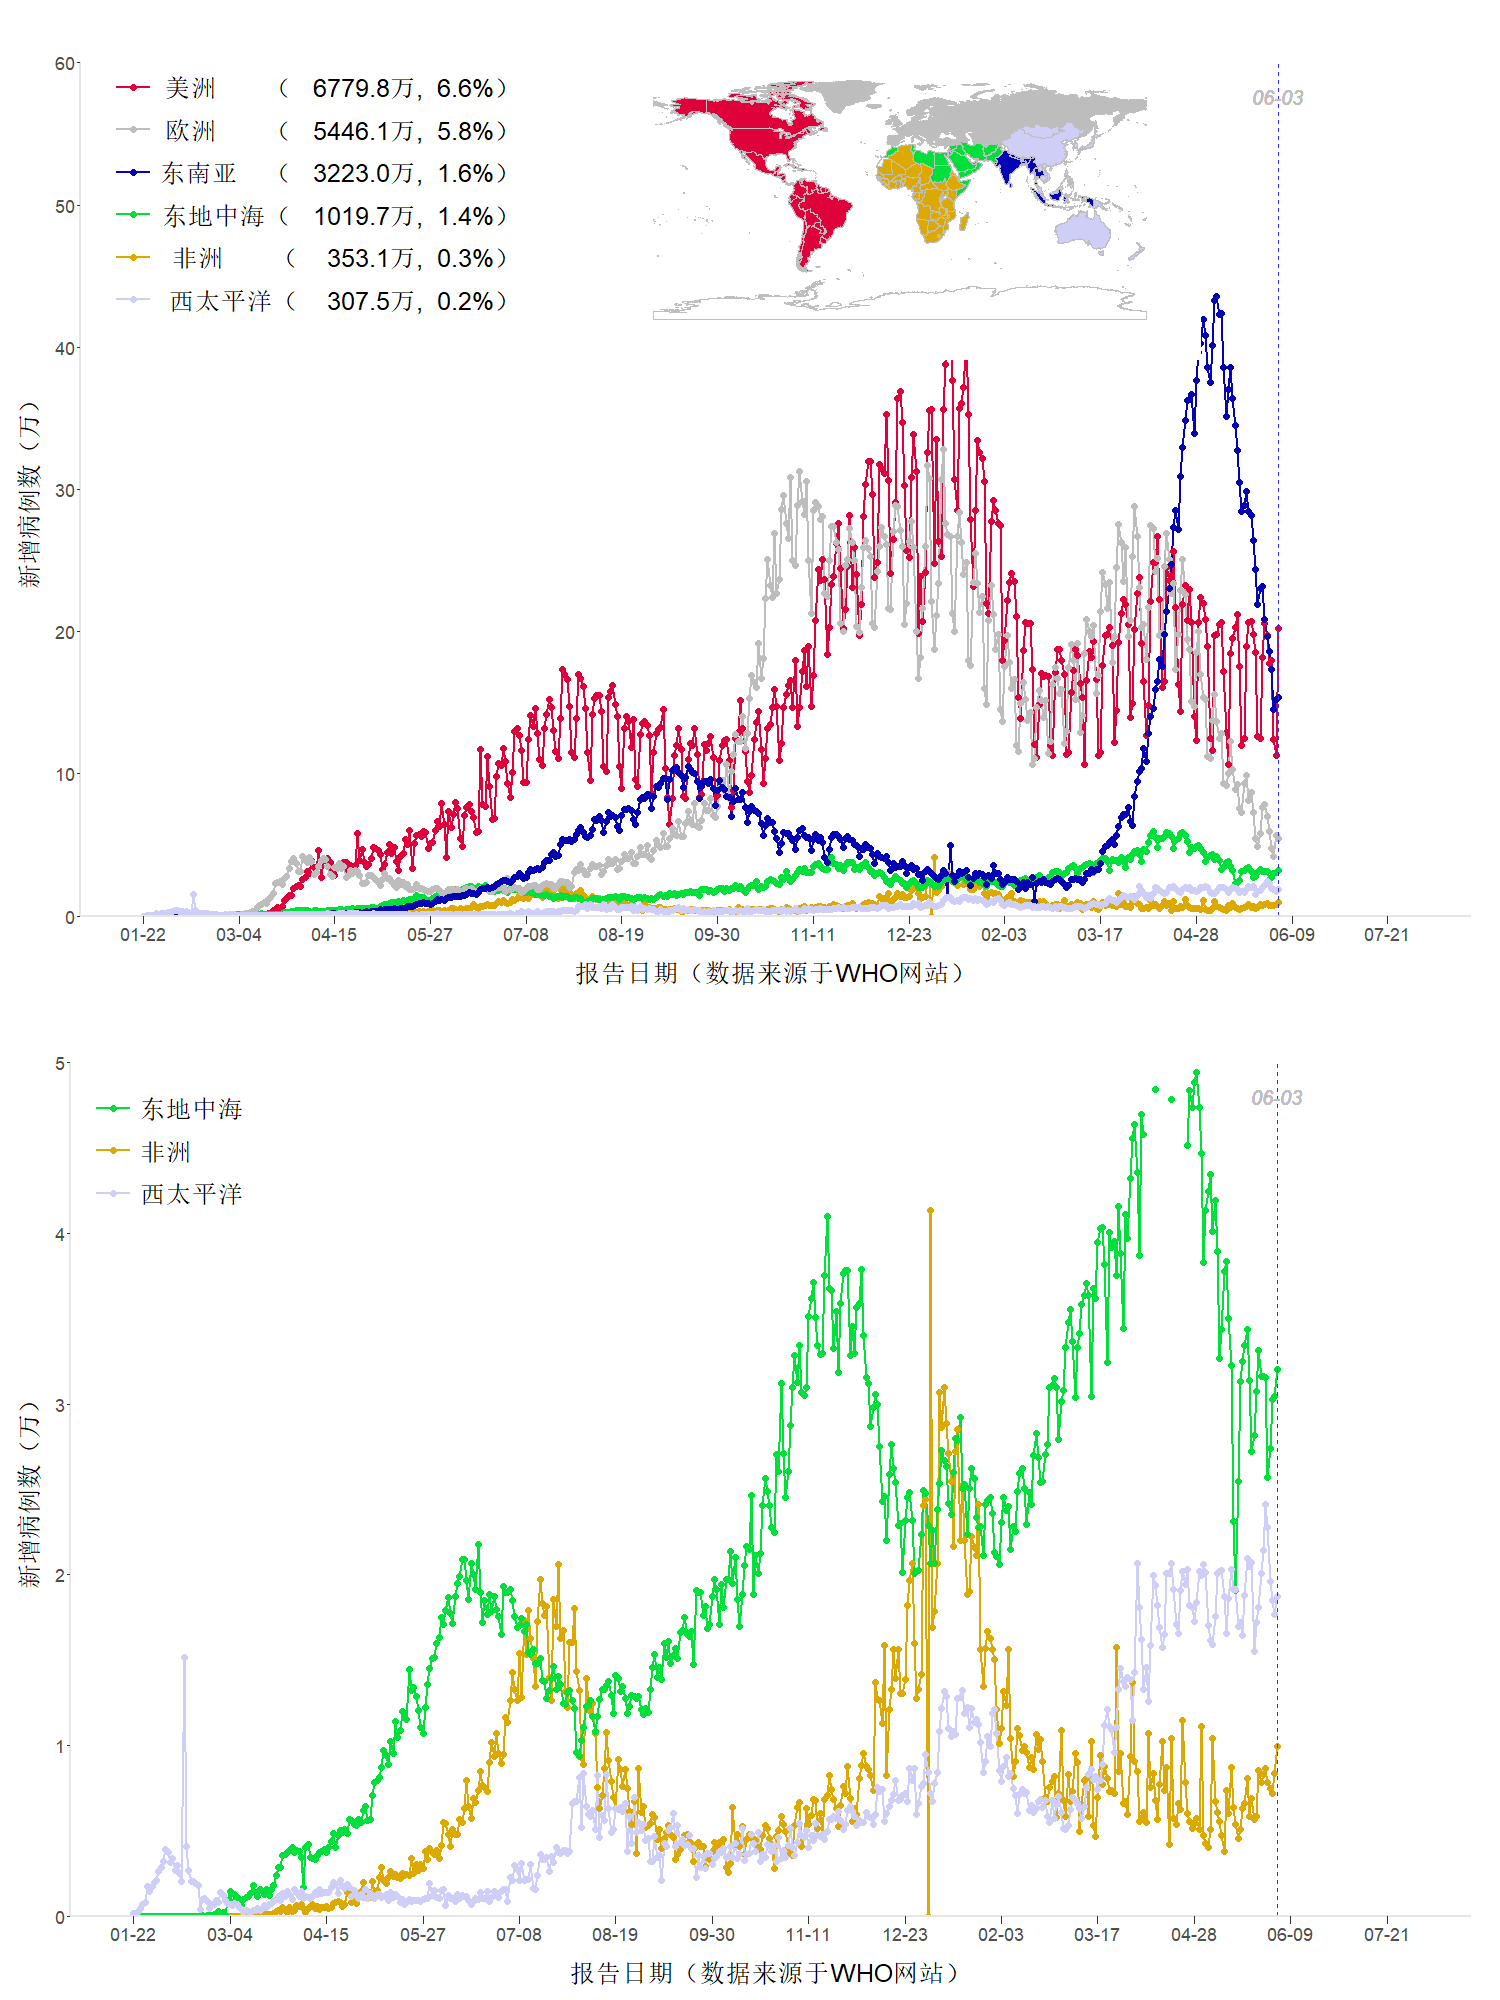 60
50
40
30
20
10
0
新增病例数（万）
美洲（ 6779.8万, 6.6%）
欧洲（ 5446.1万, 5.8%）
东南亚（ 3223.0万, 1.6%）
东地中海（ 1019.7万, 1.4%）
非洲（ 353.1万, 0.3%）
西太平洋（ 307.5万, 0.2%）
06-03
01-22 03-04 04-15 05-27 07-08 08-19 09-30 11-11 12-23 02-03 03-17 04-28 06-09 07-21
报告日期（数据来源于WHO网站）
5
4
3
2
1
0
新增病例数（万）
东地中海
非洲
西太平洋
06-03
01-22 03-04 04-15 05-27 07-08 08-19 09-30 11-11 12-23 02-03 03-17 04-28 06-09 07-21
报告日期（数据来源于WHO网站）